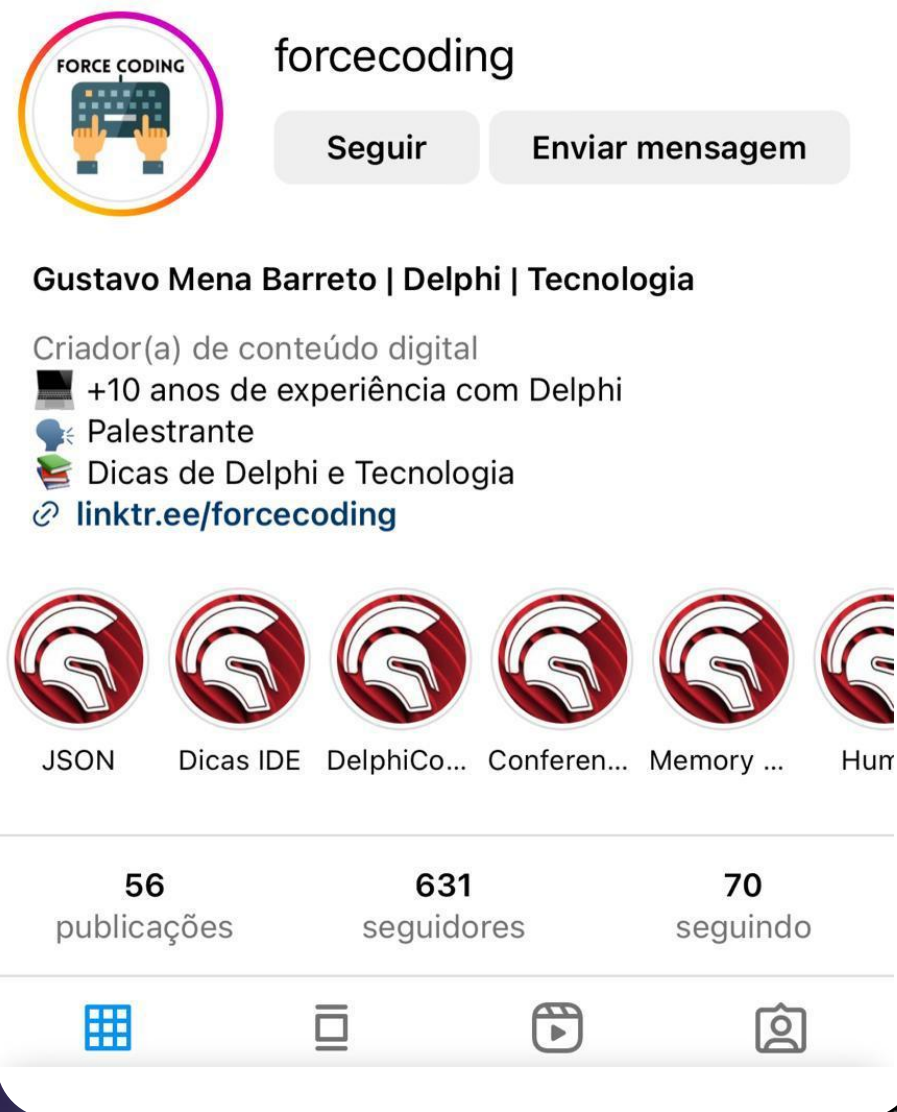 FORCE CODING
forcecoding
Seguir Enviar mensagem
Gustavo Mena Barreto | Delphi | Tecnologia
Criador(a) de conteúdo digital
+10 anos de experiência com Delphi
Palestrante
Dicas de Delphi e Tecnologia
linktr.ee/forcecoding
JSON Dicas IDE DelphiCo... Conferen... Memory ... Hum
56 631 70
publicações seguidores seguindo